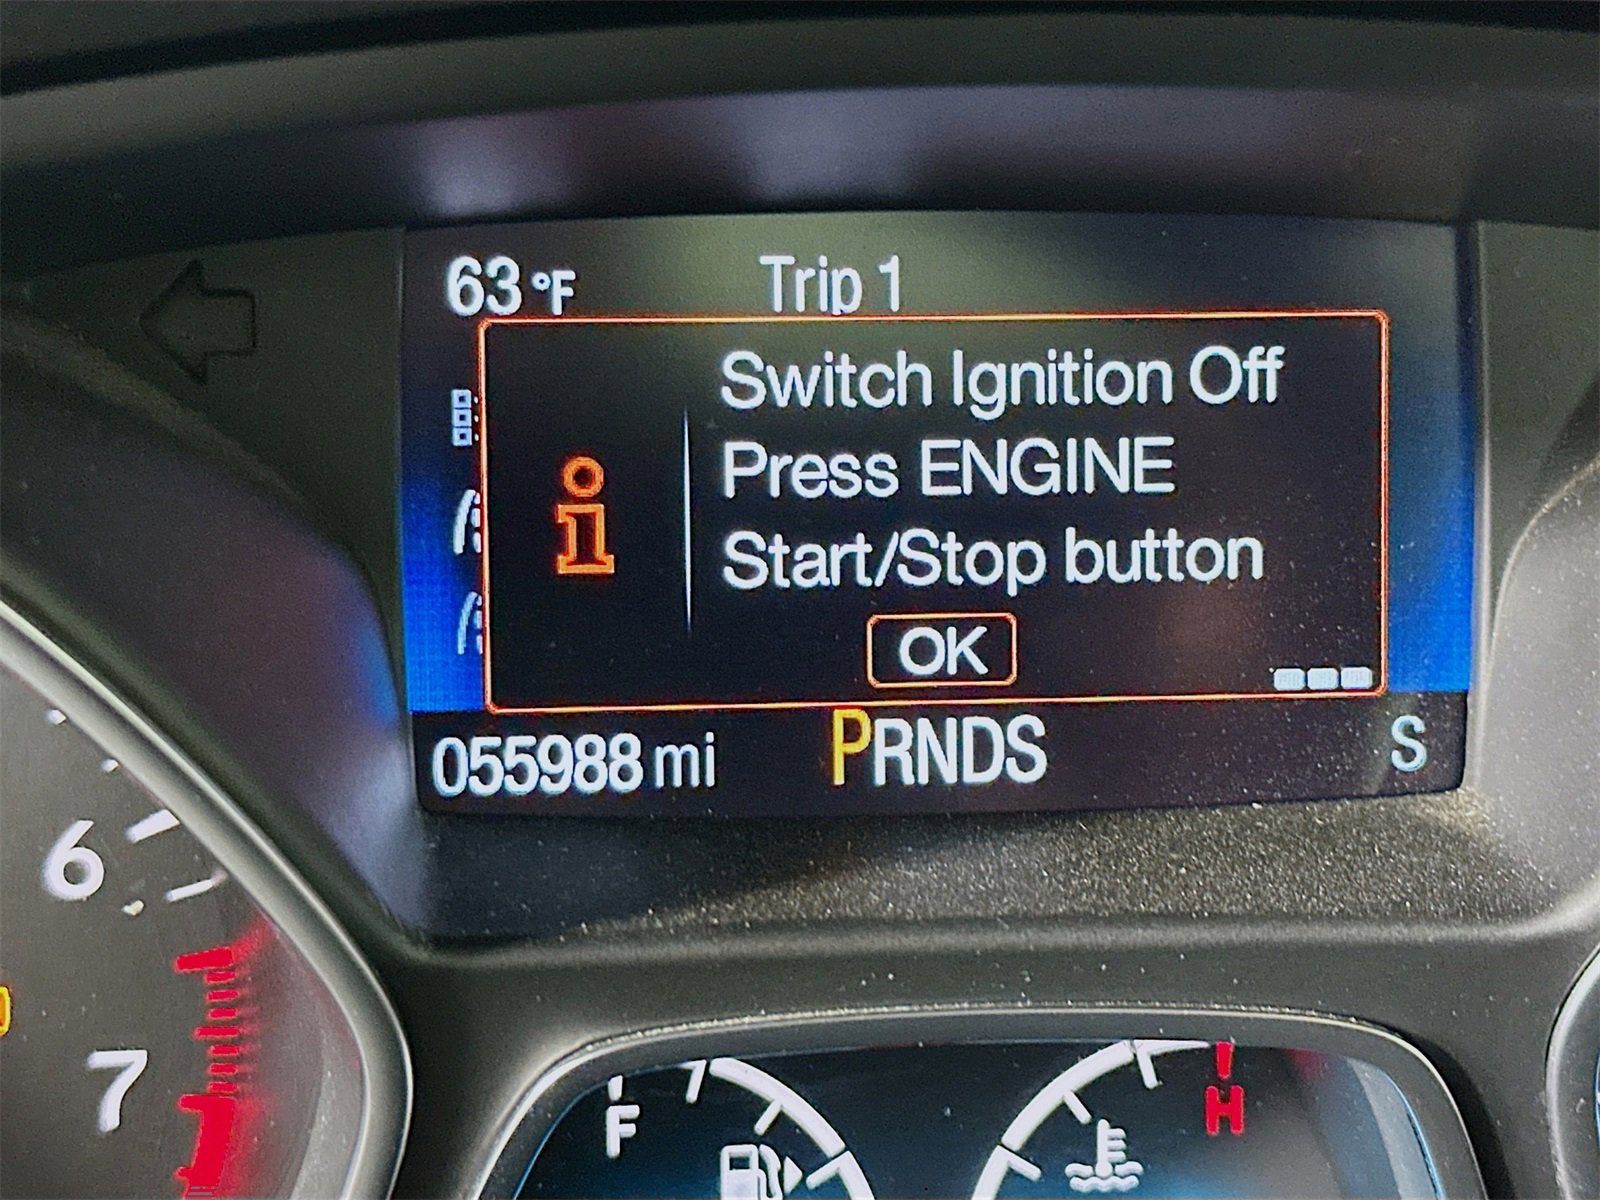 63 °F Trip 1
Switch Ignition Off
Press ENGINE
Start/Stop button
OK
055988 mi PRNDS S
6
7
F
H